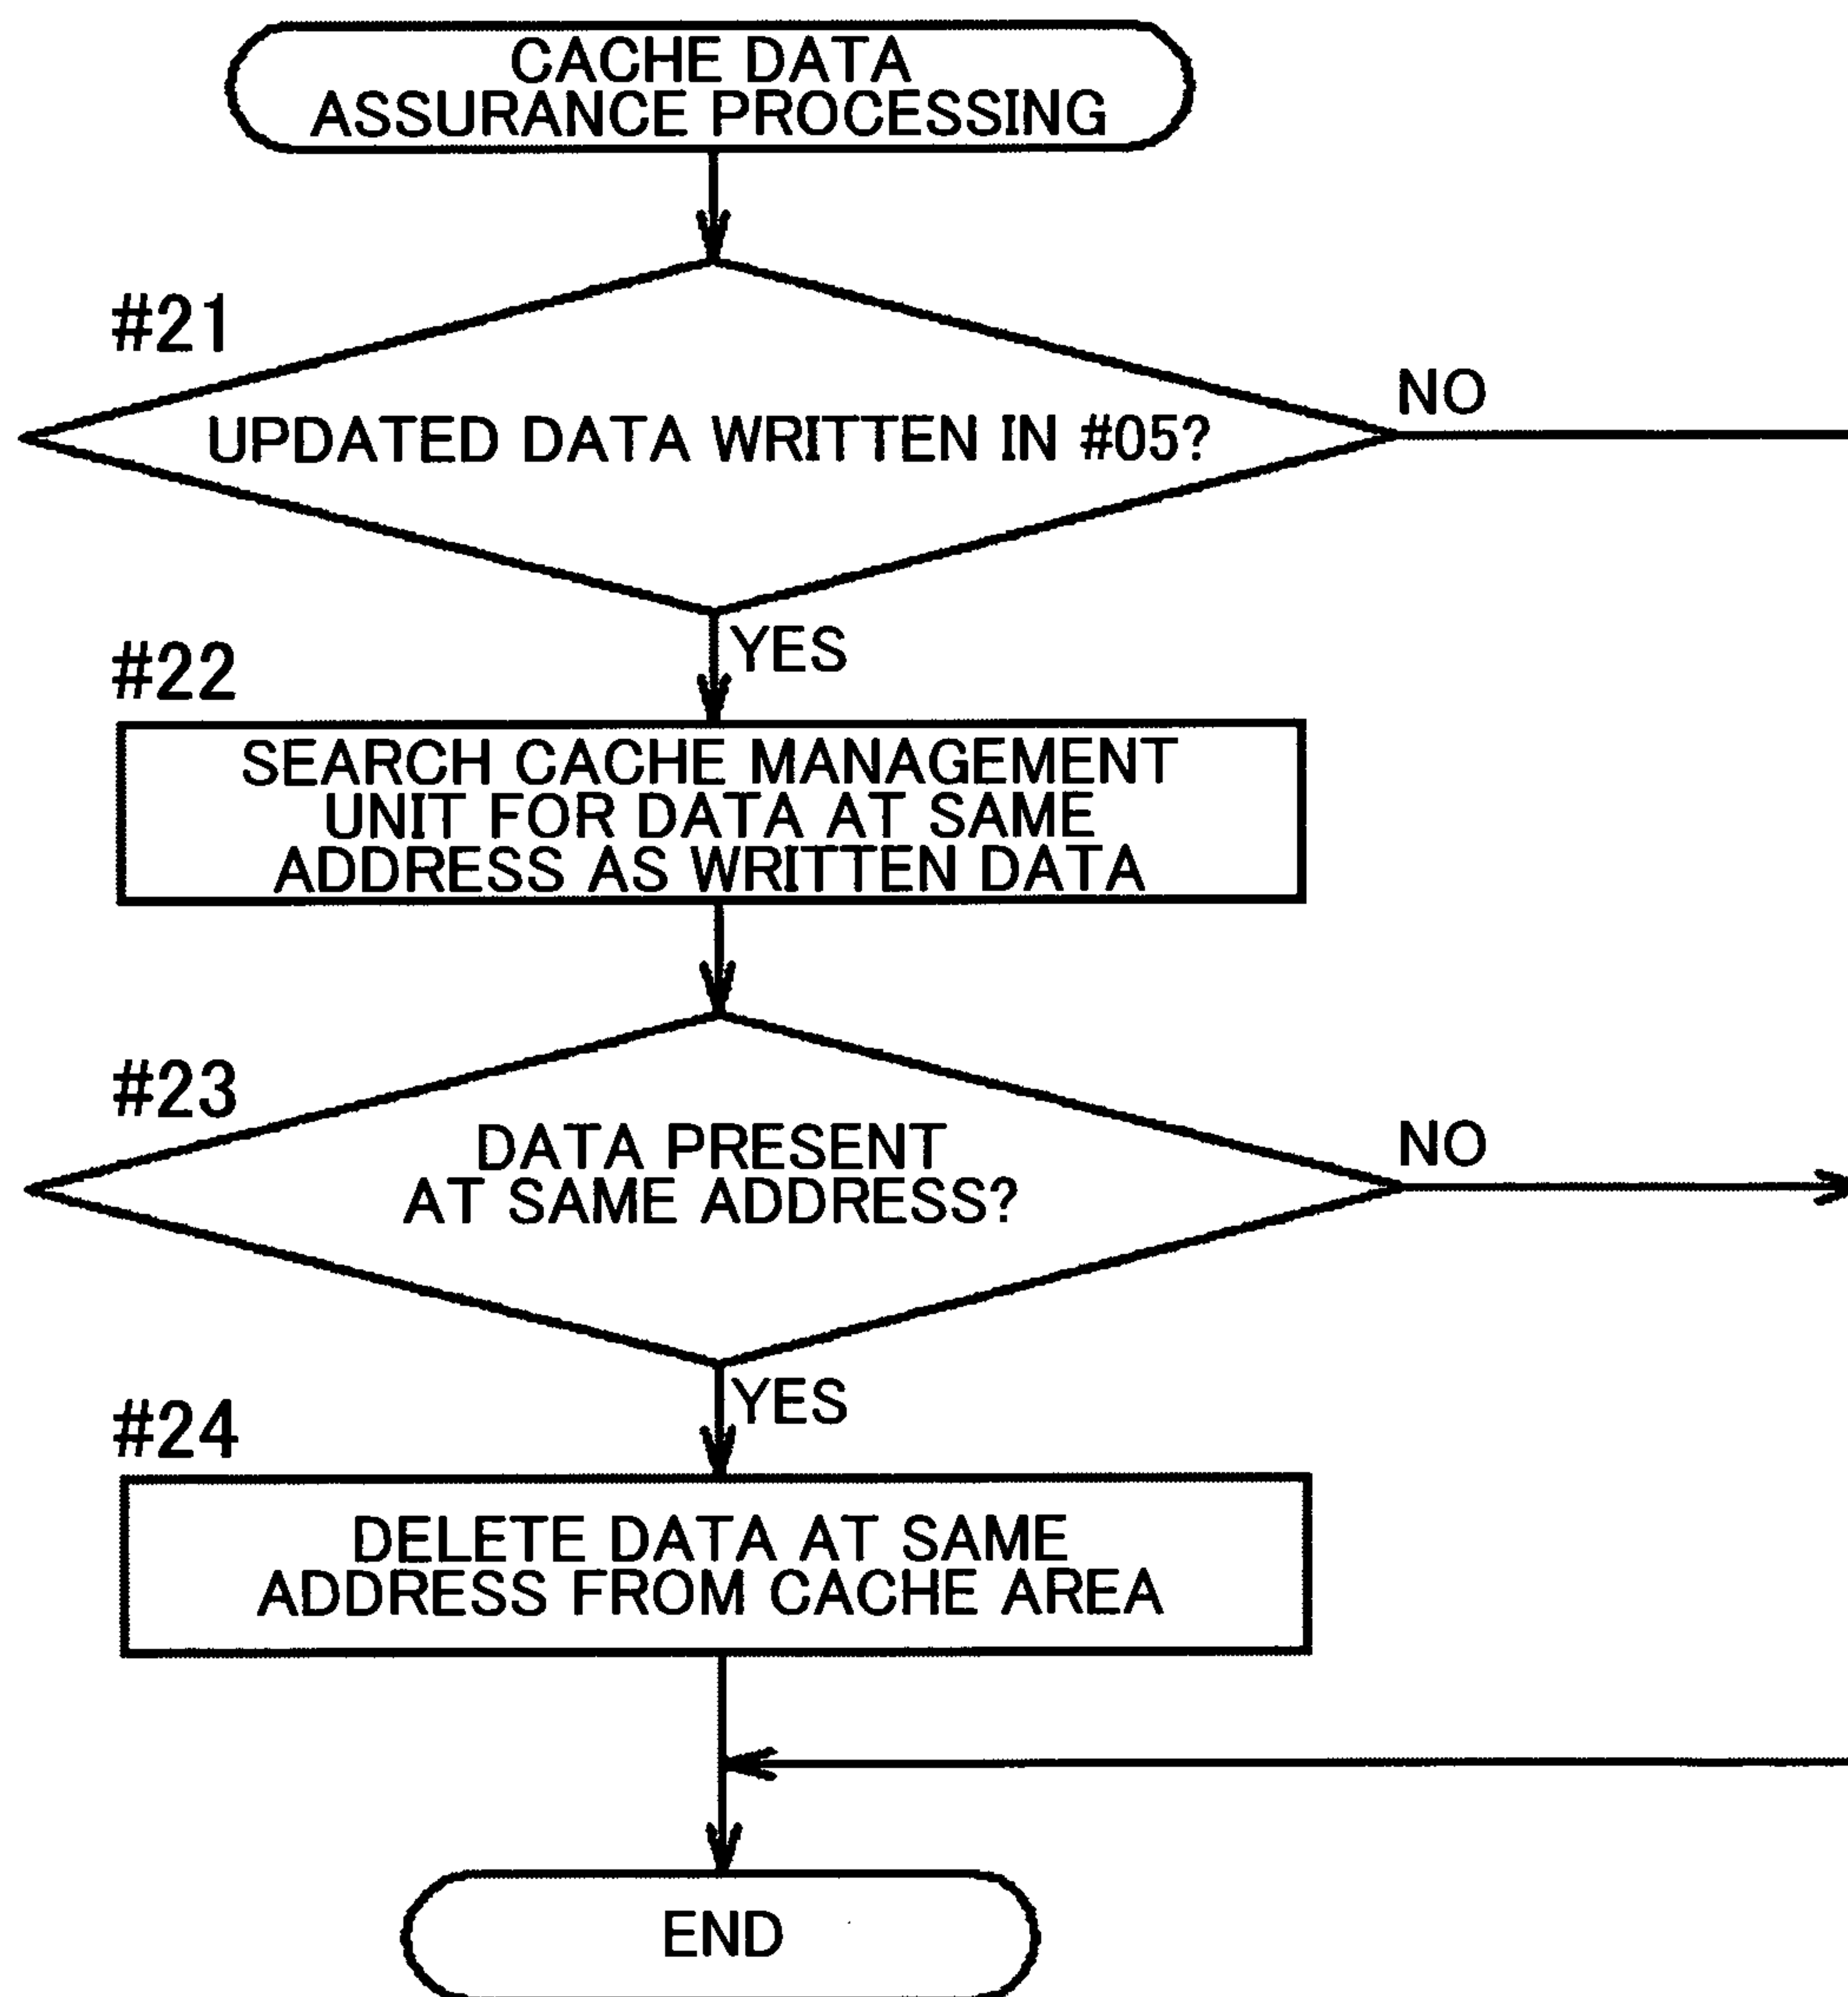 CACHE DATA
ASSURANCE PROCESSING
#21
UPDATED DATA WRITTEN IN #05?
NO
YES
#22
SEARCH CACHE MANAGEMENT
UNIT FOR DATA AT SAME
ADDRESS AS WRITTEN DATA
#23
DATA PRESENT
AT SAME ADDRESS?
NO
YES
#24
DELETE DATA AT SAME
ADDRESS FROM CACHE AREA
END